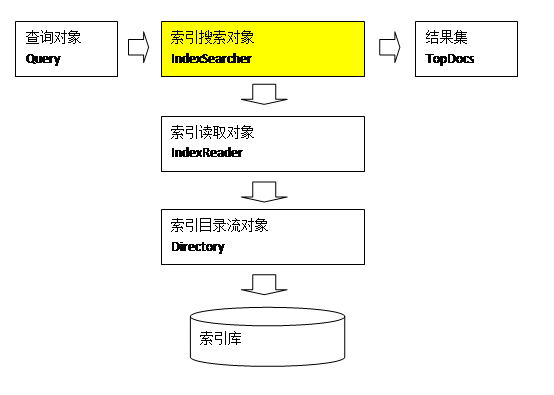 查询对象
Query
索引搜索对象
IndexSearcher
结果集
TopDocs
索引读取对象
IndexReader
索引目录流对象
Directory
索引库